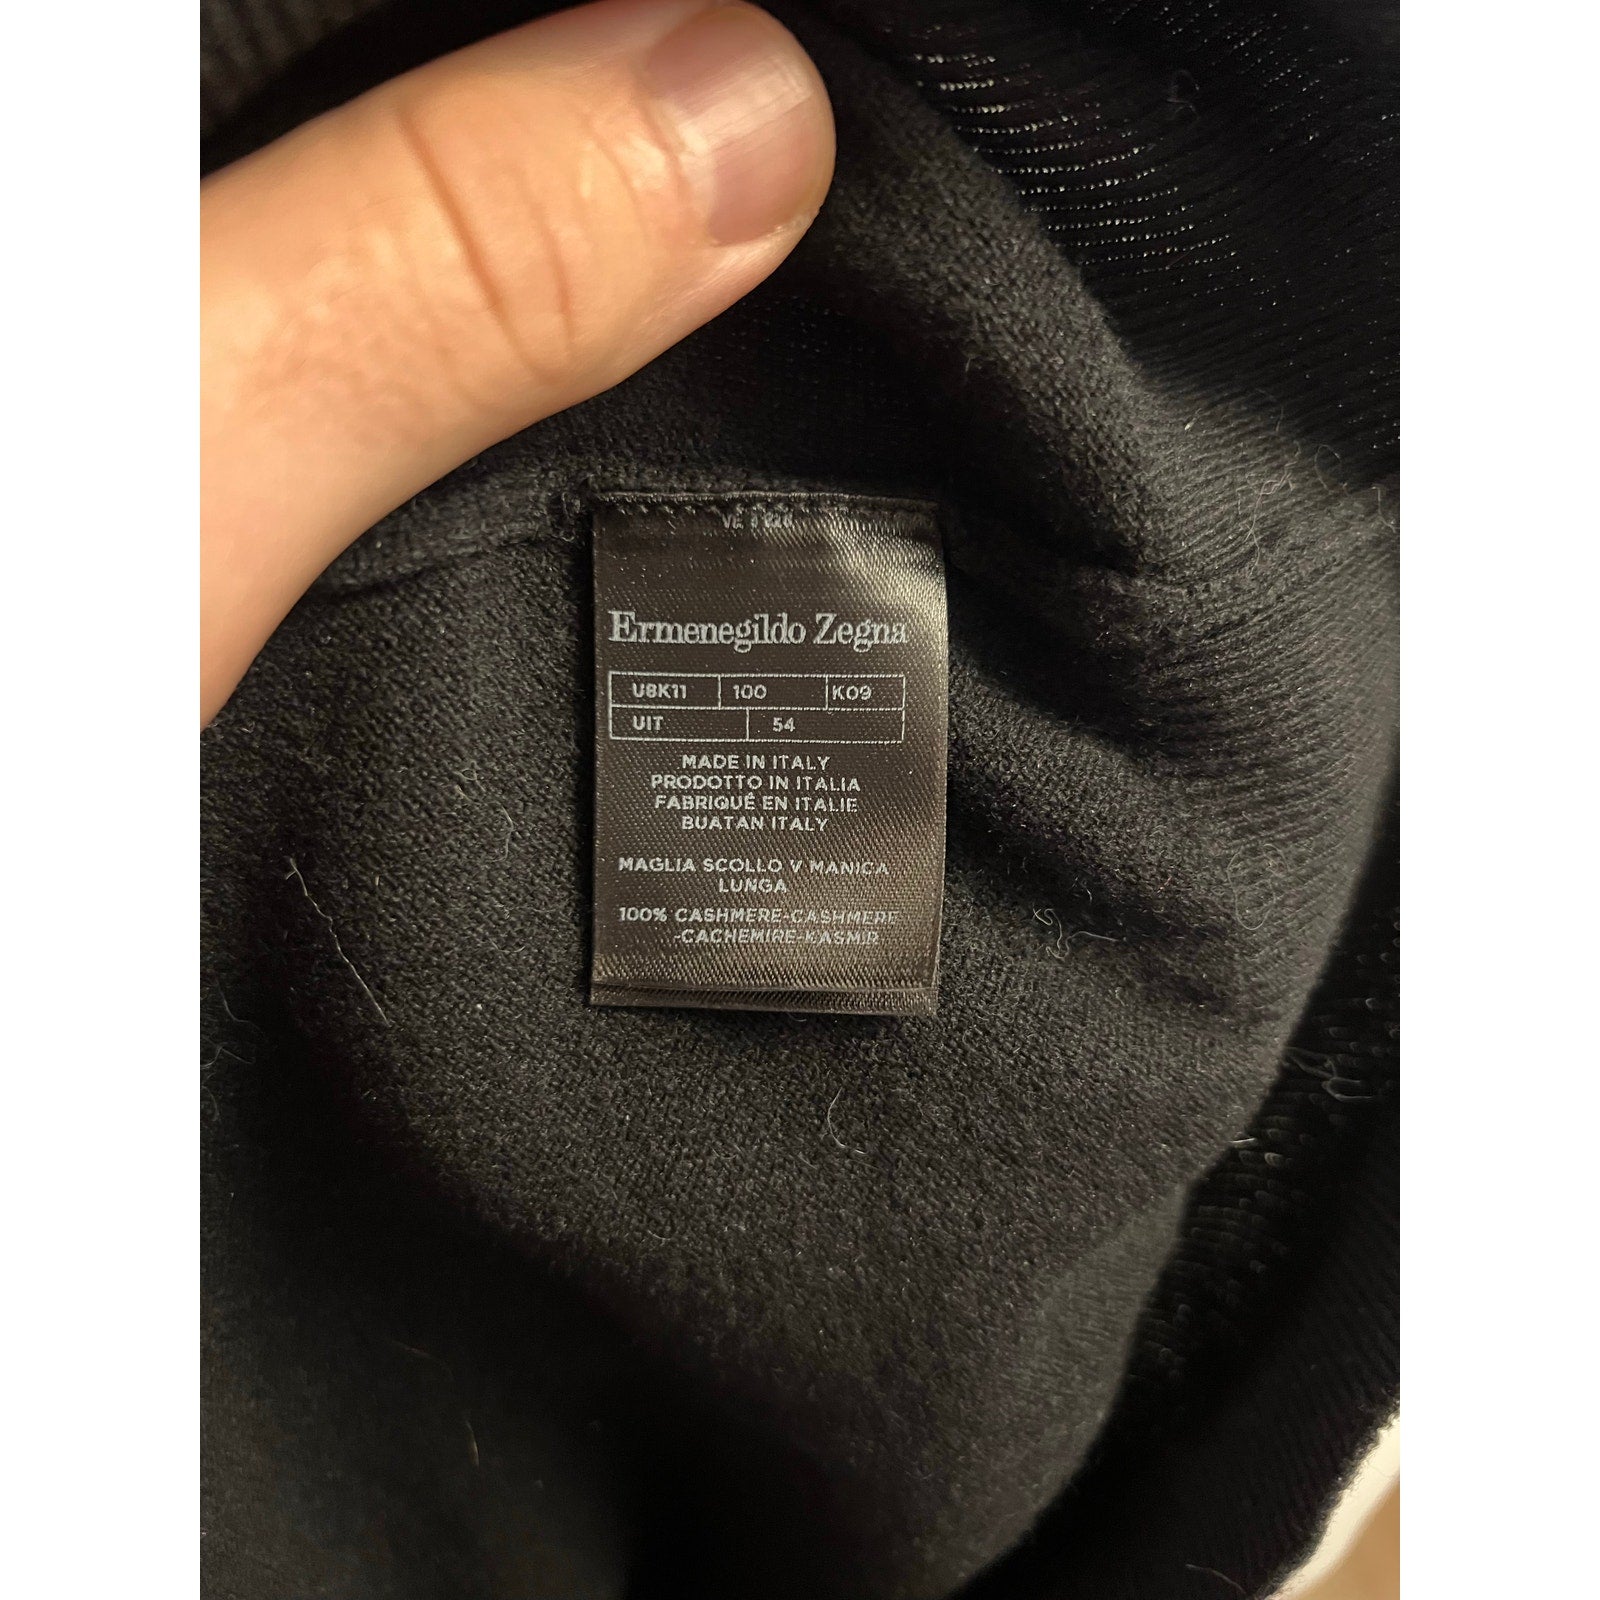 Ermenegildo Zegna
U8K11 100 K09
UIT 54
MADE IN ITALY
PRODOTTO IN ITALIA
FABRIQUÉ EN ITALIE
BUATAN ITALY
MAGLIA SCOLLO V MANICA
LUNGA
100% CASHMERE-CASHMERE
-CACHEMIRE-KASMIR